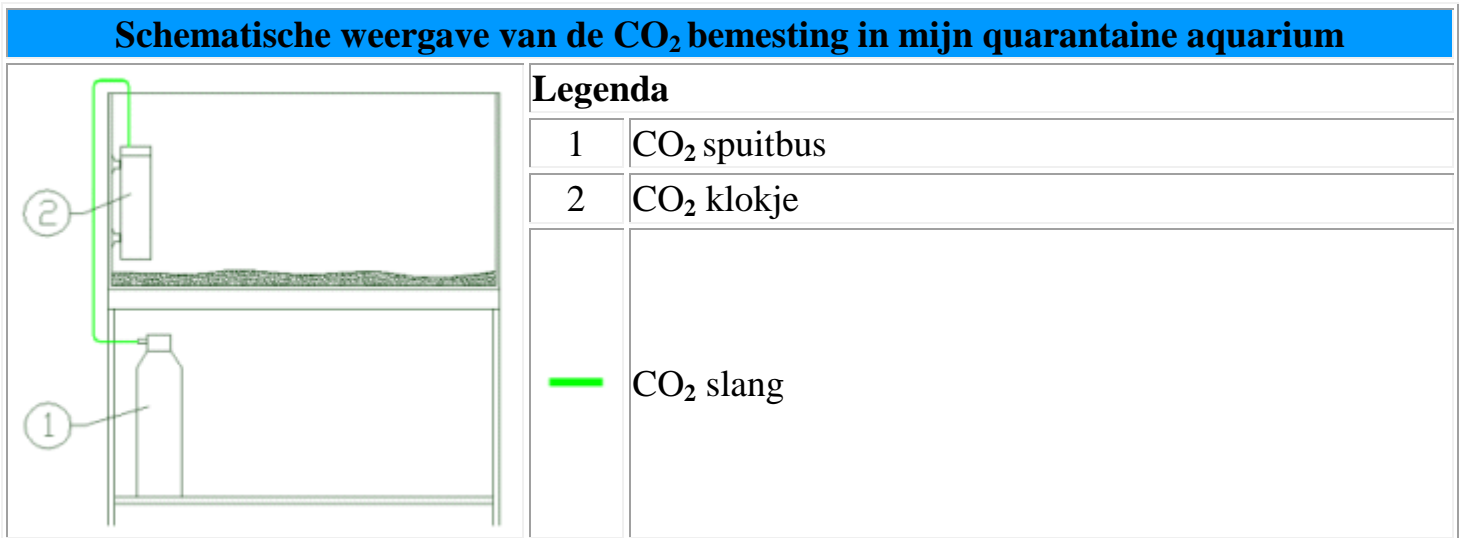 Schematische weergave van de CO₂ bemesting in mijn quarantaine aquarium
Legenda
1 CO₂ spuitbus
2 CO₂ klokje
CO₂ slang
2
1